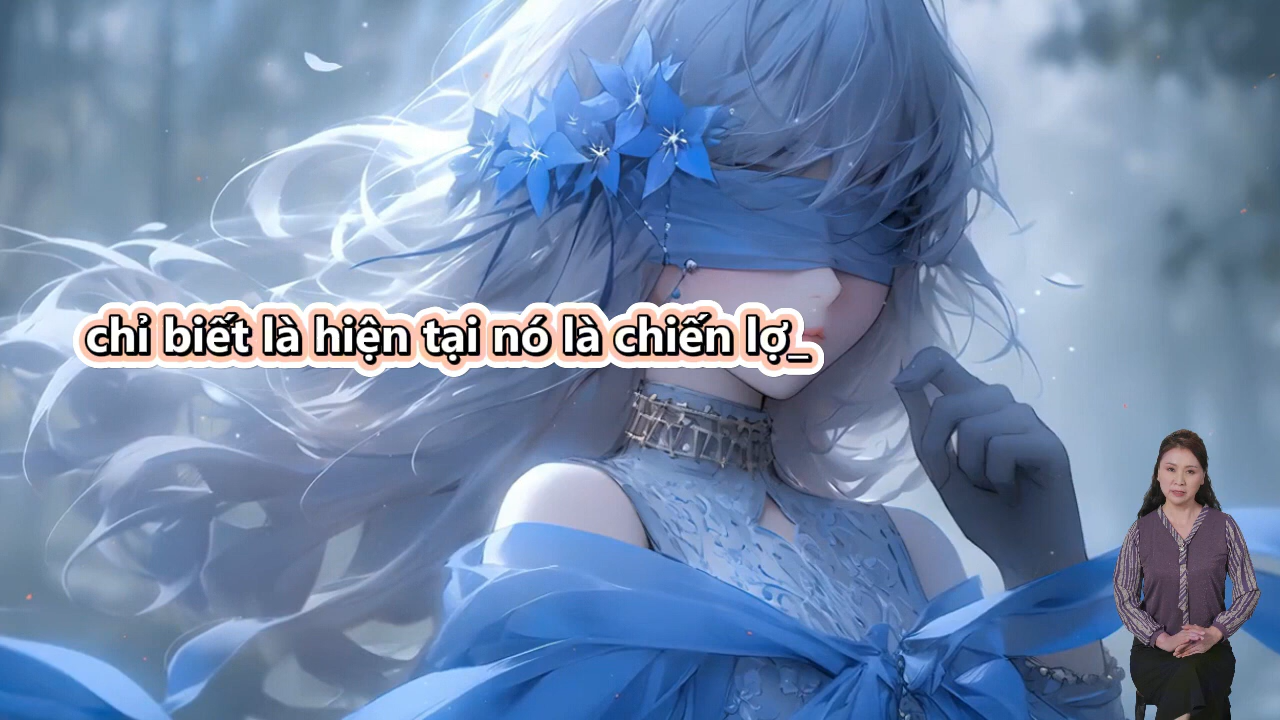 chỉ biết là hiện tại nó là chiến lợ_